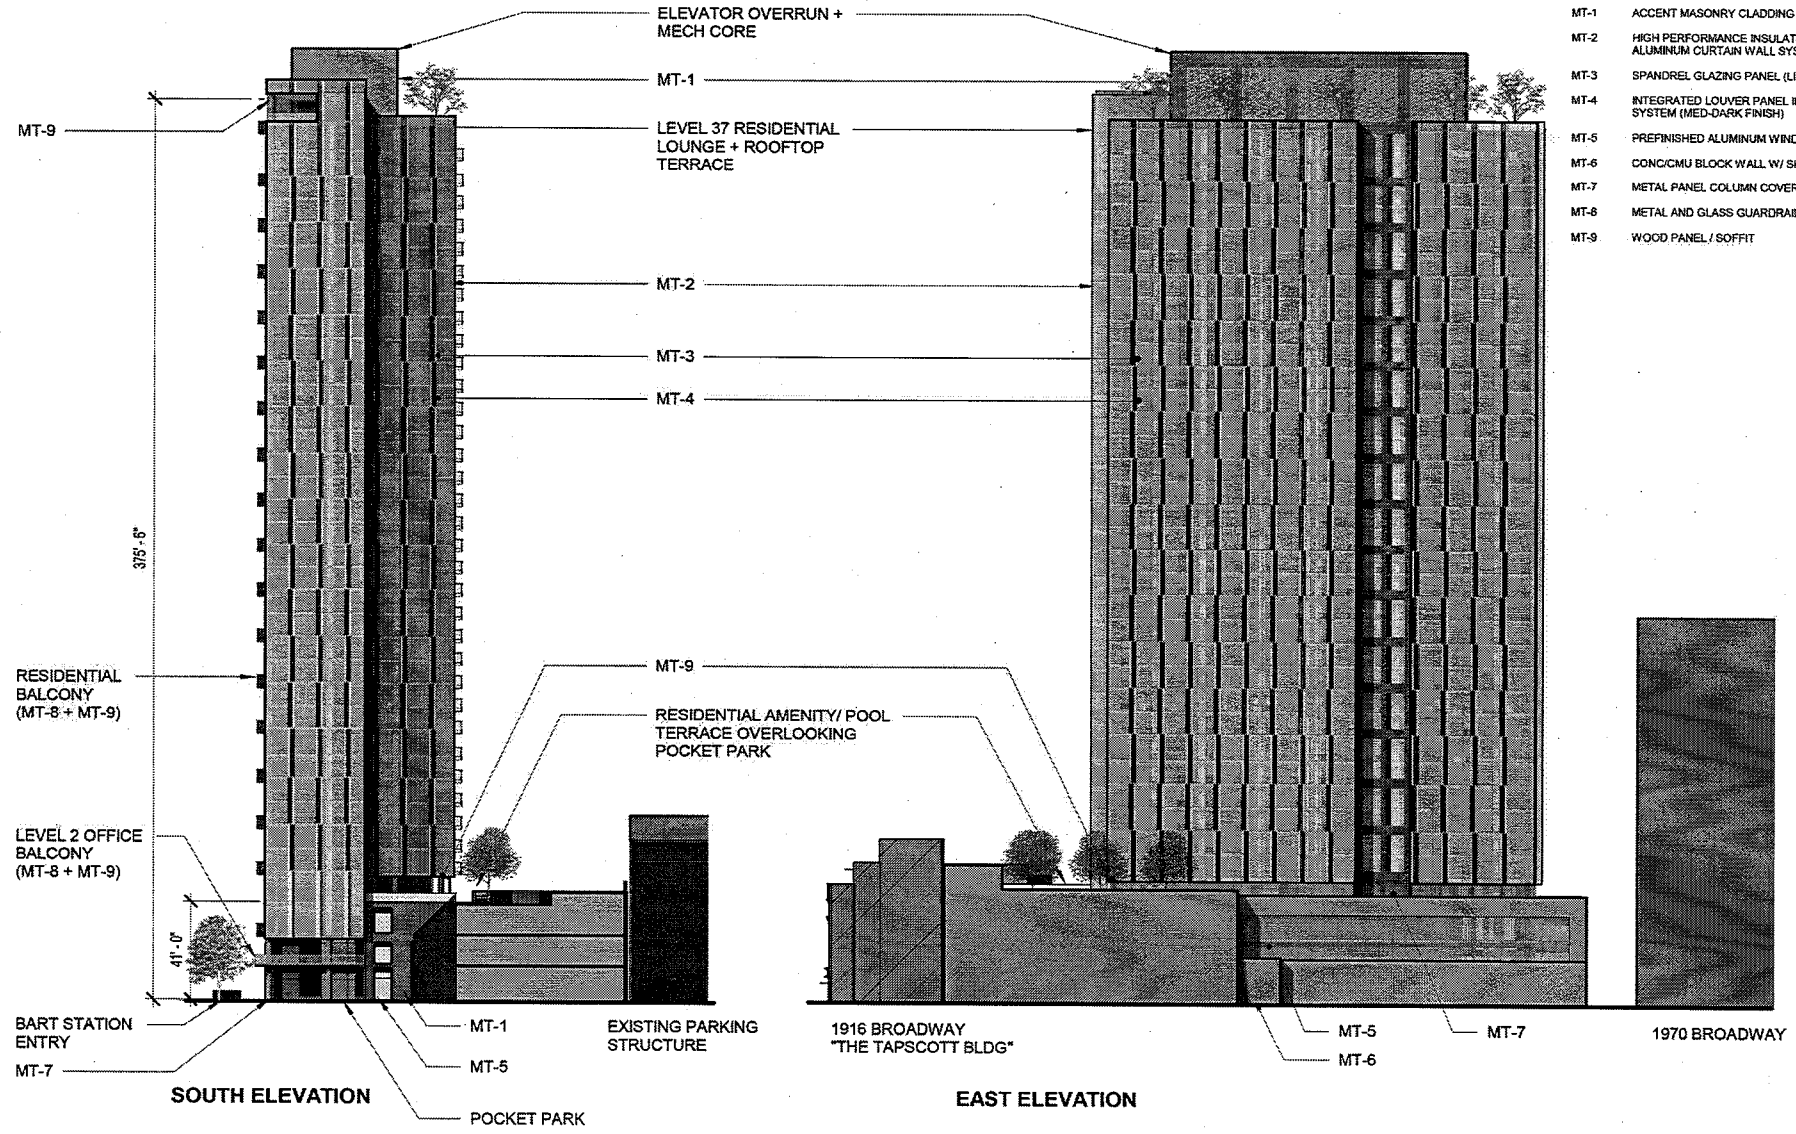 ELEVATOR OVERRUN +
MECH CORE
MT-1
LEVEL 37 RESIDENTIAL
LOUNGE + ROOFTOP
TERRACE
MT-9
375' - 6"
MT-2
MT-3
MT-4
MT-9
RESIDENTIAL AMENITY/ POOL
TERRACE OVERLOOKING
POCKET PARK
RESIDENTIAL
BALCONY
(MT-8 + MT-9)
LEVEL 2 OFFICE
BALCONY
(MT-8 + MT-9)
41' - 0"
BART STATION
ENTRY
MT-7
MT-1
MT-5
POCKET PARK
EXISTING PARKING
STRUCTURE
SOUTH ELEVATION
1916 BROADWAY
"THE TAPSCOTT BLDG"
MT-5
MT-6
MT-7
1970 BROADWAY
EAST ELEVATION
MT-1 ACCENT MASONRY CLADDING
MT-2 HIGH PERFORMANCE
ALUMINUM CURTAIN WALL
MT-3 SPANDREL GLAZING PANEL
MT-4 INTEGRATED LOUVER PANEL
SYSTEM (MED-DARK FINISH)
MT-5 PREFINISHED ALUMINUM
MT-6 CONC/CMU BLOCK WALL W/
MT-7 METAL PANEL COLUMN COVER
MT-8 METAL AND GLASS
MT-9 WOOD PANEL / SOFFIT